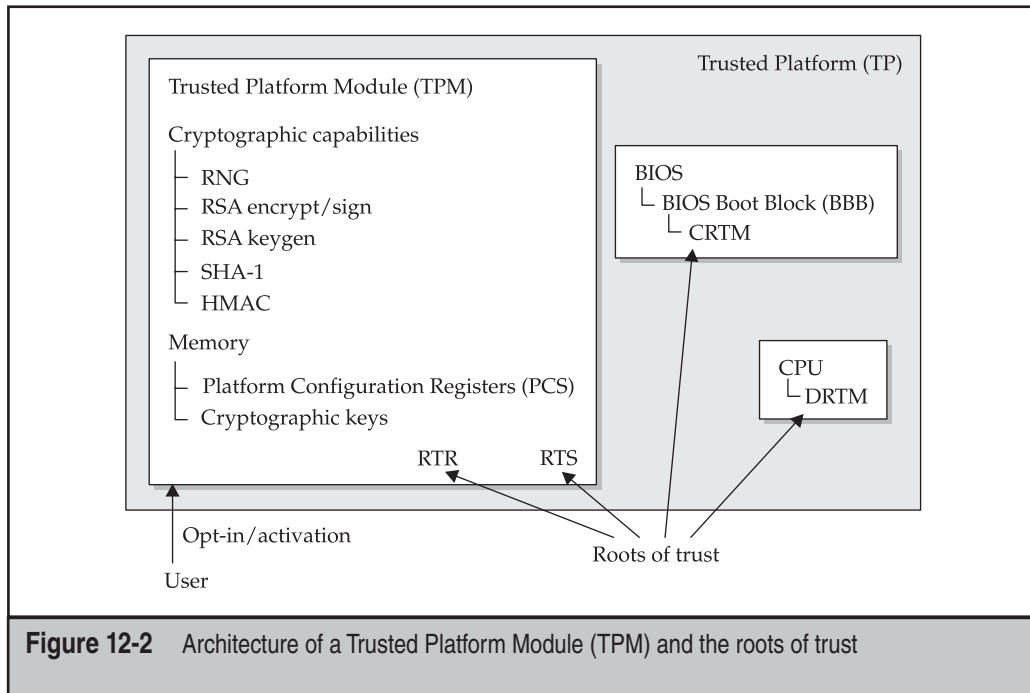 Trusted Platform (TP)
Trusted Platform Module (TPM)
Cryptographic capabilities
RNG
RSA encrypt/sign
RSA keygen
SHA-1
HMAC
Memory
Platform Configuration Registers (PCS)
Cryptographic keys
RTR
RTS
BIOS
BIOS Boot Block (BBB)
CRTM
CPU
DRTM
Opt-in/activation
User
Roots of trust
Figure 12-2 Architecture of a Trusted Platform Module (TPM) and the roots of trust